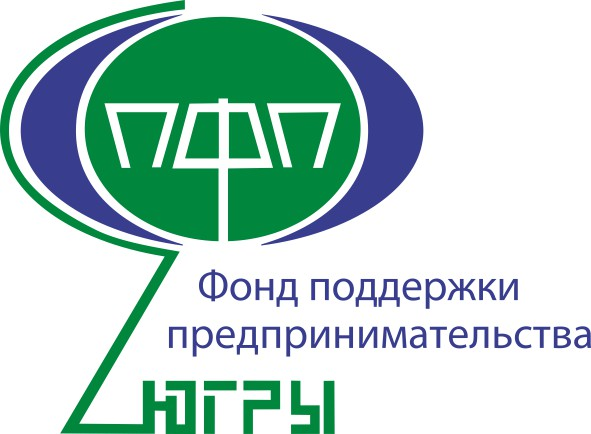 ПФП
Фонд поддержки
предпринимательства
ЮГРЫ